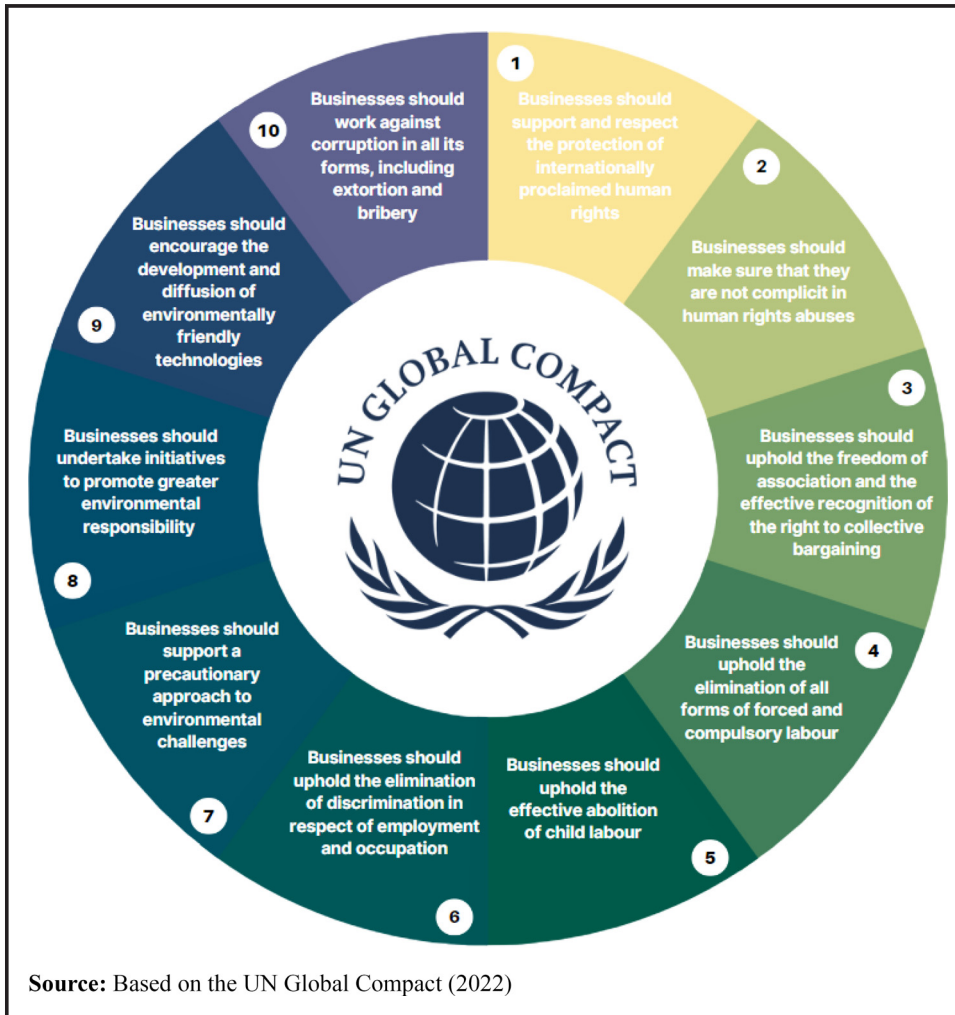 1
Businesses should
support and respect
the protection of
internationally
proclaimed human
rights
2
Businesses should
make sure that they
are not complicit in
human rights abuses
3
Businesses should
uphold the freedom of
association and the
effective recognition of
the right to collective
bargaining
4
Businesses should
uphold the
elimination of all
forms of forced and
compulsory labour
5
Businesses should
uphold the
effective abolition
of child labour
6
Businesses should
uphold the elimination
of discrimination in
respect of employment
and occupation
7
Businesses should
support a
precautionary
approach to
environmental
challenges
8
Businesses should
undertake initiatives
to promote greater
environmental
responsibility
9
Businesses should
encourage the
development and
diffusion of
environmentally
friendly
technologies
10
Businesses should
work against
corruption in all its
forms, including
extortion and
bribery
UN GLOBAL COMPACT
Source: Based on the UN Global Compact (2022)